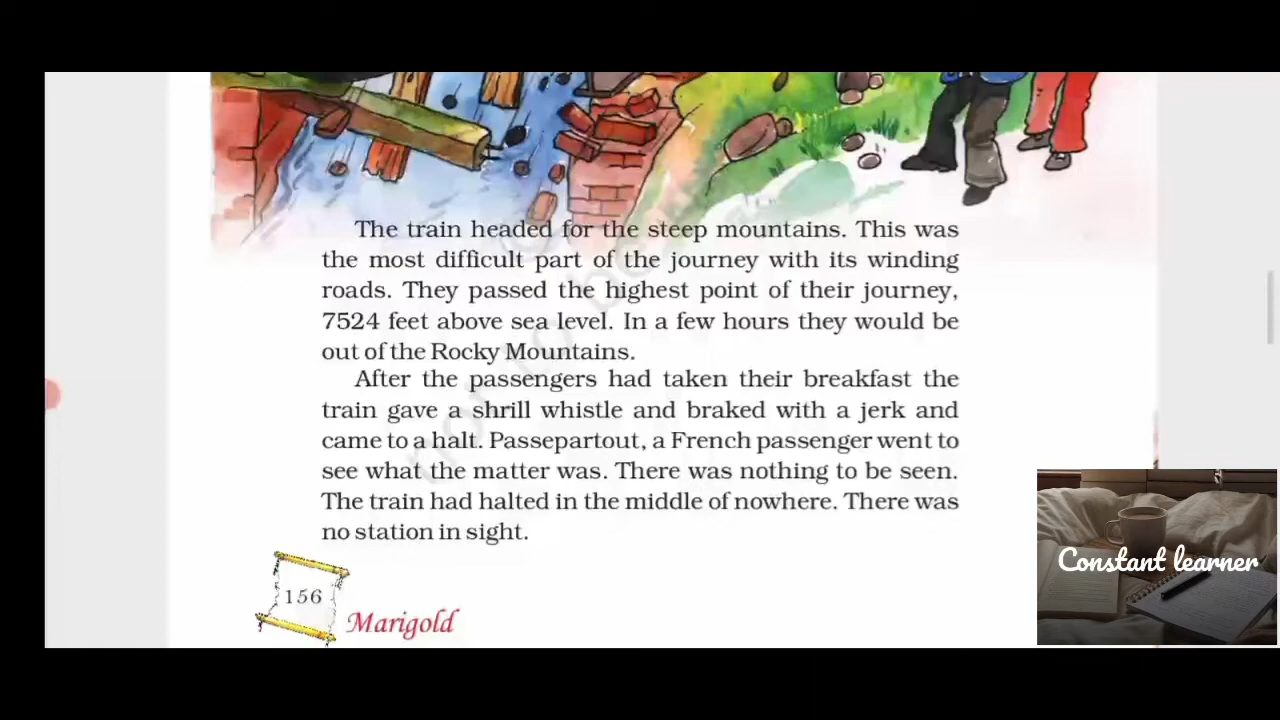 The train headed for the steep mountains. This was
the most difficult part of the journey with its winding
roads. They passed the highest point of their journey,
7524 feet above sea level. In a few hours they would be
out of the Rocky Mountains.
After the passengers had taken their breakfast the
train gave a shrill whistle and braked with a jerk and
came to a halt. Passepartout, a French passenger went to
see what the matter was. There was nothing to be seen.
The train had halted in the middle of nowhere. There was
no station in sight.
Constant learner
156
Marigold